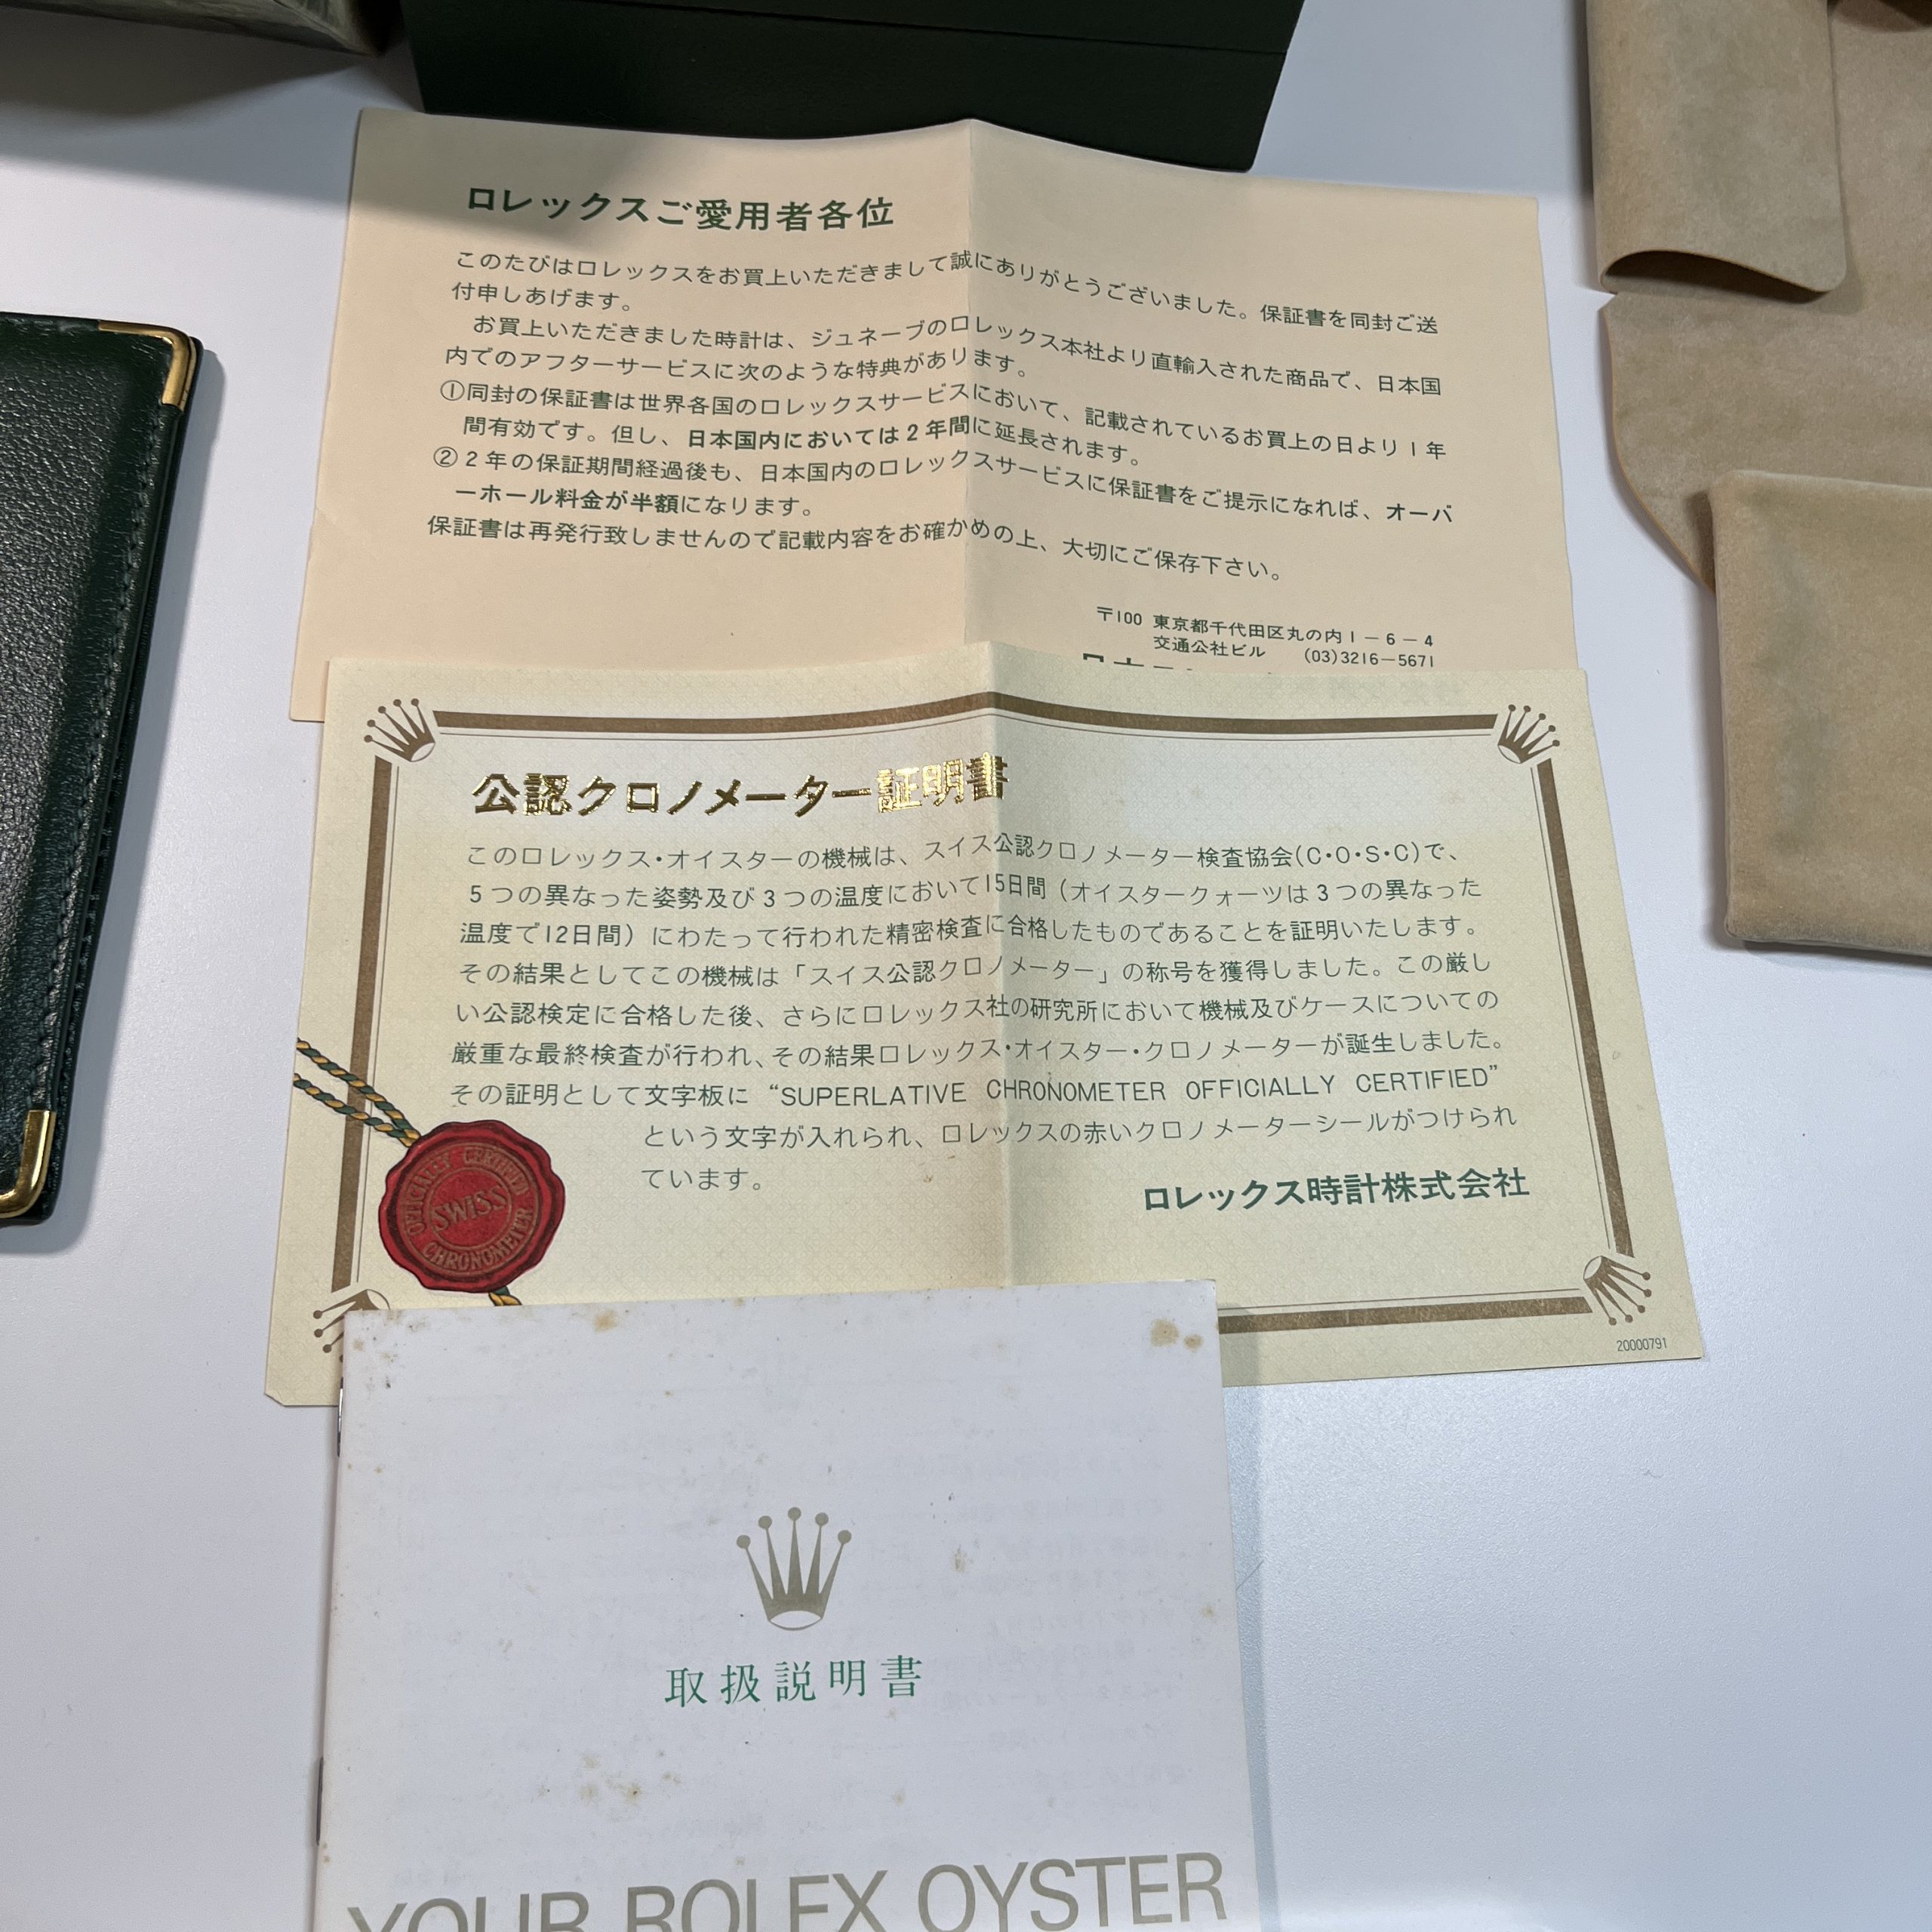 ロレックスご愛用者各位
このたびはロレックスをお買上いただきまして誠にありがとうございました。保証書を同封ご送
付申しあげます。
お買上いただきました時計は、ジュネーブのロレックス本社より直輸入された商品で、日本国
内でのアフターサービスに次のような特典があります。
①同封の保証書は世界各国のロレックスサービスにおいて、記載されているお買上の日より1年
間有効です。但し、日本国内においては2年間に延長されます。
②2年の保証期間経過後も、日本国内のロレックスサービスに保証書をご提示になれば、オーバ
ーホール料金が半額になります。
保証書は再発行致しませんので記載内容をお確かめの上、大切にご保存下さい。
〒100 東京都千代田区丸の内1-6-4
交通公社ビル (03)3216-5671
公認クロノメーター証明書
このロレックス・オイスターの機械は、スイス公認クロノメーター検査協会(C・O・S・C)で、
5つの異なった姿勢及び3つの温度において15日間(オイスタークォーツは3つの異なった
温度で12日間)にわたって行われた精密検査に合格したものであることを証明いたします。
その結果としてこの機械は「スイス公認クロノメーター」の称号を獲得しました。この厳し
い公認検定に合格した後、さらにロレックス社の研究所において機械及びケースについての
厳重な最終検査が行われ、その結果ロレックス・オイスター・クロノメーターが誕生しました。
その証明として文字板に“SUPERLATIVE CHRONOMETER OFFICIALLY CERTIFIED”
という文字が入れられ、ロレックスの赤いクロノメーターシールがつけられ
ています。
ロレックス時計株式会社
OFFICIALLY CERTIFIED
SWISS
CHRONOMETER
20000791
取扱説明書
YOUR ROLEX OYSTER